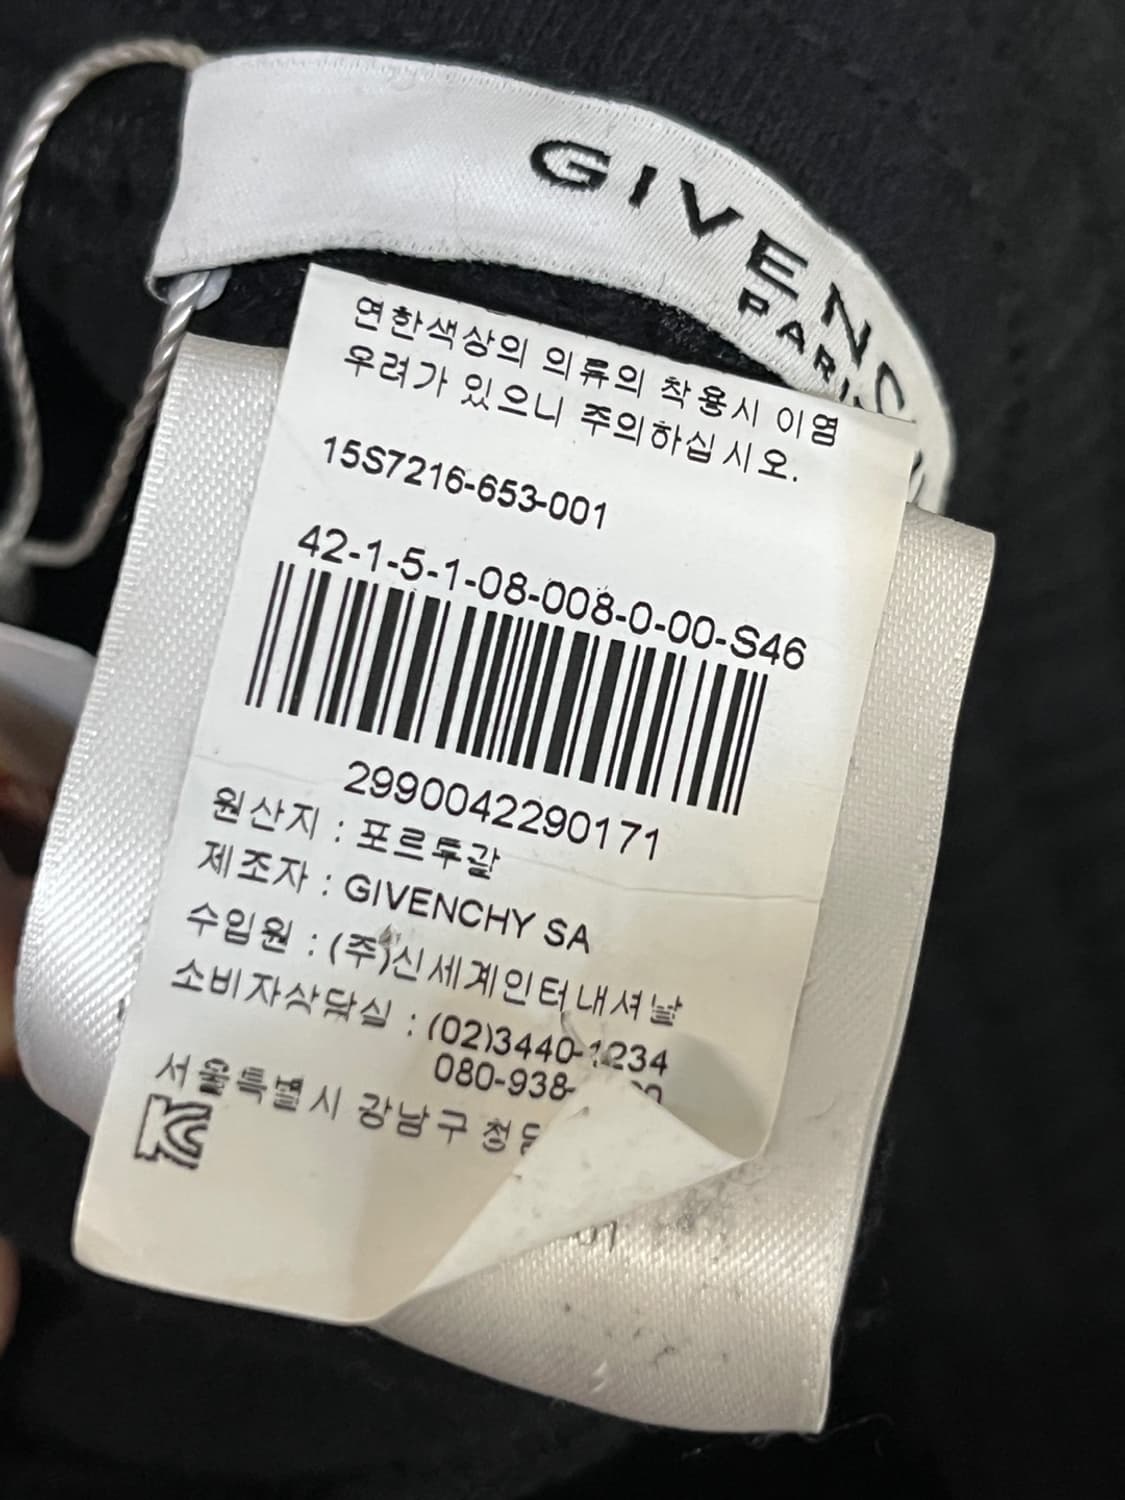 GIVENC
PARI
연한색상의 의류의 착용시 이염
우려가 있으니 주의하십시오.
15S7216-653-001
42-1-5-1-08-008-0-00-S46
2990042290171
원산지 : 포르투갈
제조자 : GIVENCHY SA
수입원 : (주)신세계인터내셔날
소비자상담실 : (02)3440-1234
080-938-
서울특별시 강남구